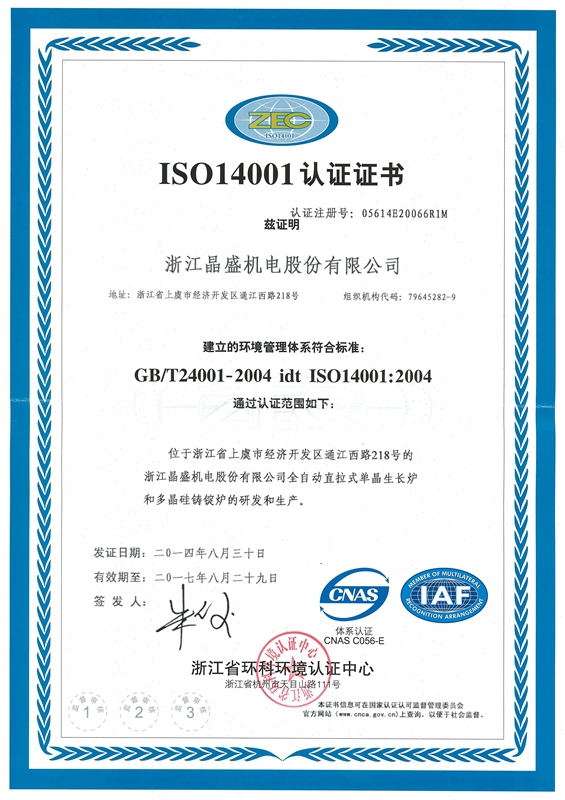 ZEC
ISO14001
ISO14001认证证书
认证注册号：05614E20066R1M
兹证明
浙江晶盛机电股份有限公司
地址：浙江省上虞市经济开发区通江西路218号 组织机构代码：79645282-9
建立的环境管理体系符合标准：
GB/T24001-2004 idt ISO14001:2004
通过认证范围如下：
位于浙江省上虞市经济开发区通江西路218号的
浙江晶盛机电股份有限公司全自动直拉式单晶生长炉
和多晶硅铸锭炉的研发和生产。
发证日期：二0一四年八月三十日
有效期至：二0一七年八月二十九日
签 发 人：
CNAS
体系认证
CNAS C056-E
MEMBER OF MULTILATERAL
IAF
RECOGNITION ARRANGEMENT
浙江省环科环境认证中心
浙江省杭州市天目山路111号
浙江省环科环境认证中心
1 2 3
本证书信息可在国家认证认可监督管理委员会
官方网站(www.cnca.gov.cn)上查询，以便于社会监督。